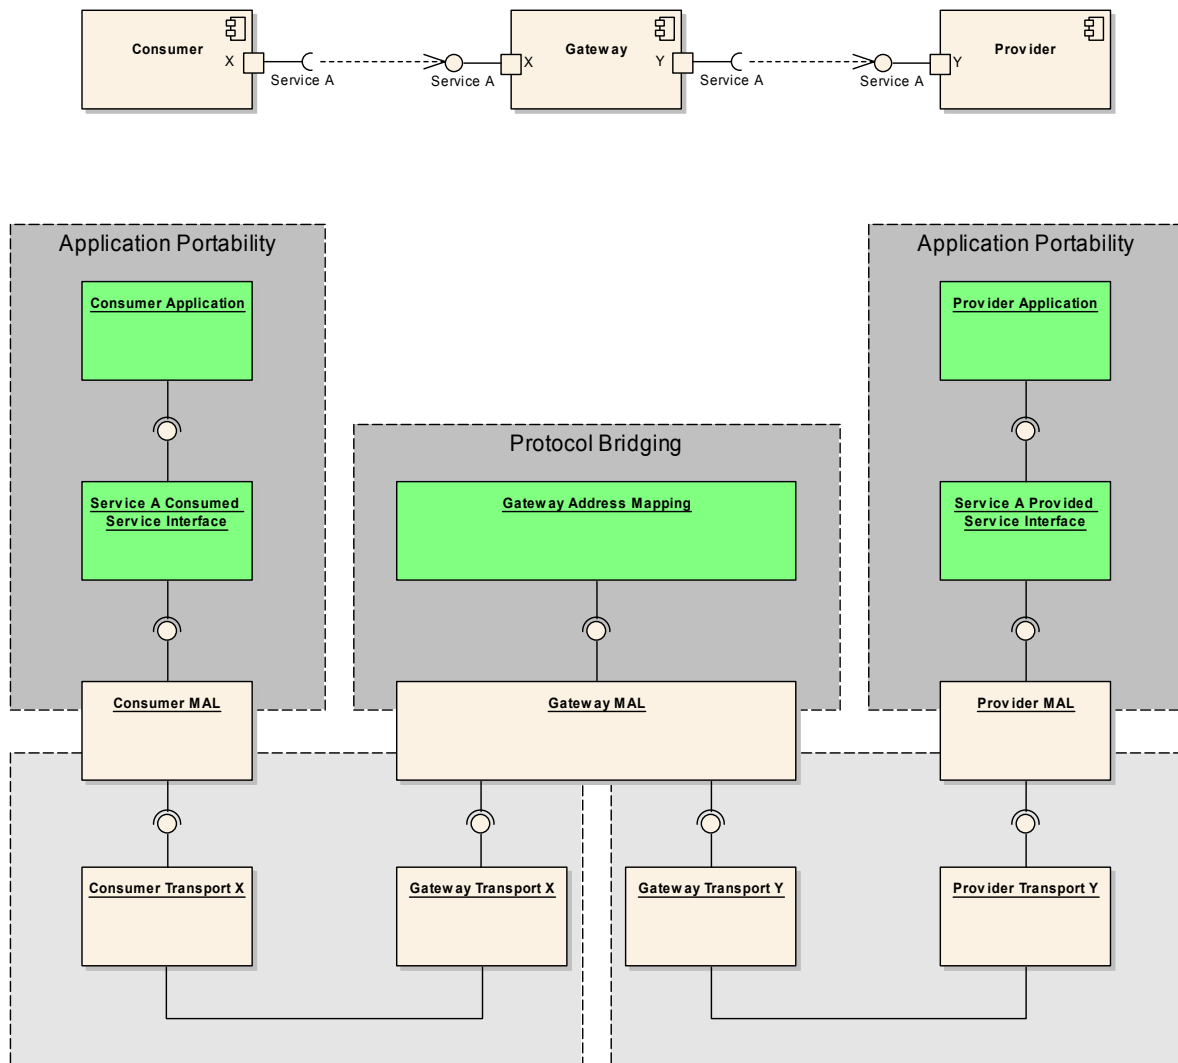 Consumer
Gateway
Provider
X
Service A
Service A
X
Y
Service A
Service A
Y
Application Portability
Application Portability
Consumer Application
Provider Application
Protocol Bridging
Service A Consumed
Service Interface
Gateway Address Mapping
Service A Provided
Service Interface
Consumer MAL
Gateway MAL
Provider MAL
Consumer Transport X
Gateway Transport X
Gateway Transport Y
Provider Transport Y